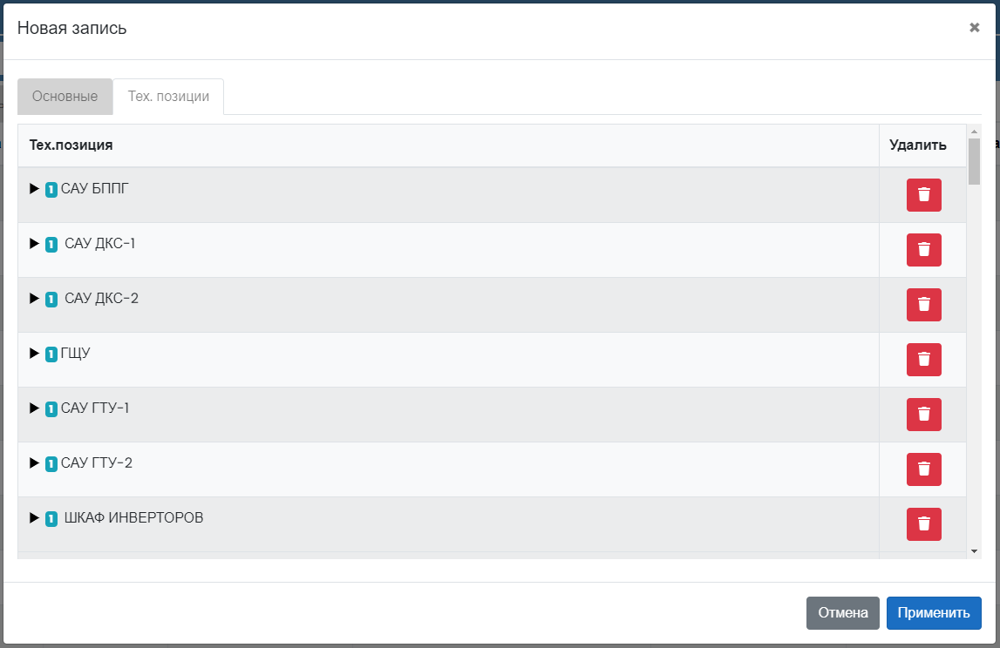 Новая запись
Основные
Тех. позиции
Тех.позиция Удалить
1 САУ БППГ
1 САУ ДКС-1
1 САУ ДКС-2
1 ГЩУ
1 САУ ГТУ-1
1 САУ ГТУ-2
1 ШКАФ ИНВЕРТОРОВ
Отмена Применить